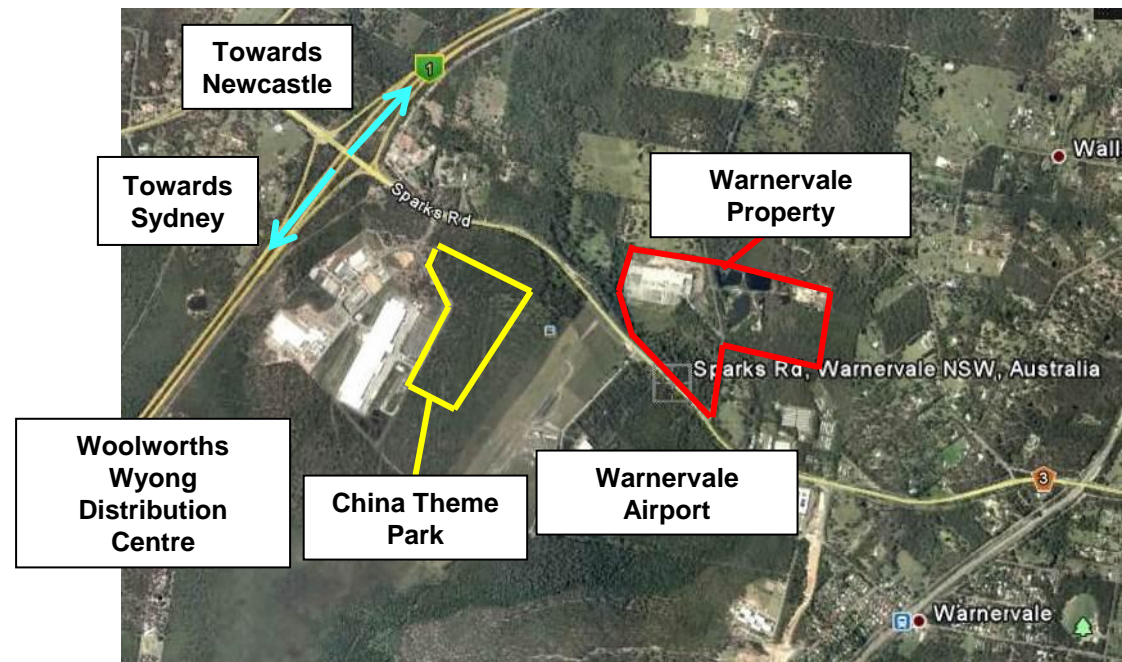 Towards
Newcastle
1
Towards
Sydney
Sparks Rd
Warnervale
Property
Wall
Sparks Rd, Warnervale NSW, Australia
Woolworths
Wyong
Distribution
Centre
China Theme
Park
Warnervale
Airport
3
Warnervale